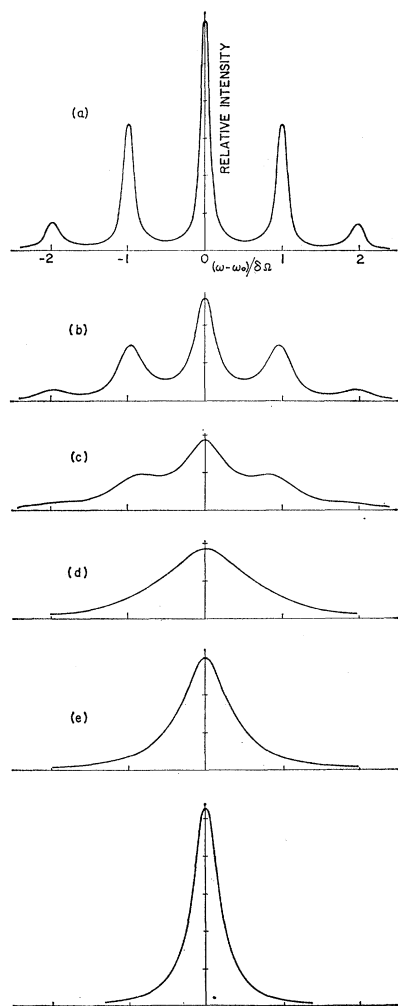 RELATIVE INTENSITY
(a)
-2 -1 0 1 2
(ω-ω₀)/δΩ
(b)
(c)
(d)
(e)